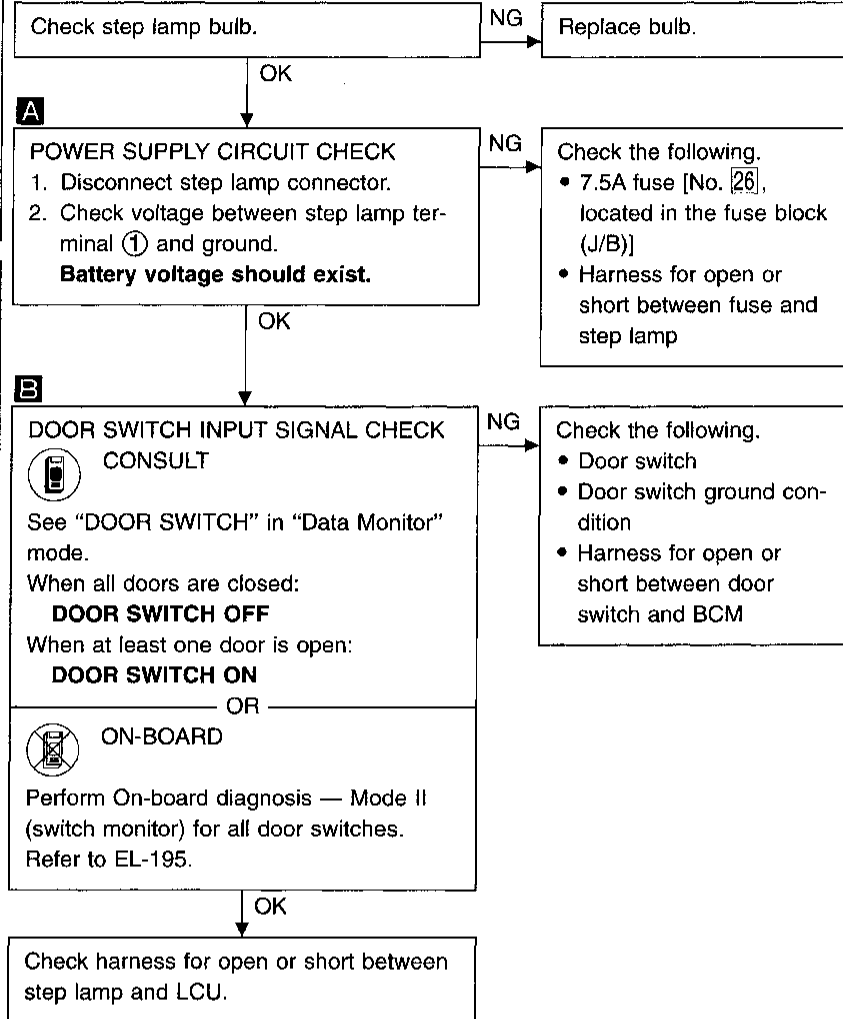 Check step lamp bulb.
NG
Replace bulb.
OK
A
POWER SUPPLY CIRCUIT CHECK
1. Disconnect step lamp connector.
2. Check voltage between step lamp ter-
minal ① and ground.
Battery voltage should exist.
NG
Check the following.
• 7.5A fuse [No. 26,
located in the fuse block
(J/B)]
• Harness for open or
short between fuse and
step lamp
OK
B
DOOR SWITCH INPUT SIGNAL CHECK
CONSULT
See “DOOR SWITCH” in “Data Monitor”
mode.
When all doors are closed:
DOOR SWITCH OFF
When at least one door is open:
DOOR SWITCH ON
OR
ON-BOARD
Perform On-board diagnosis — Mode II
(switch monitor) for all door switches.
Refer to EL-195.
NG
Check the following.
• Door switch
• Door switch ground con-
dition
• Harness for open or
short between door
switch and BCM
OK
Check harness for open or short between
step lamp and LCU.